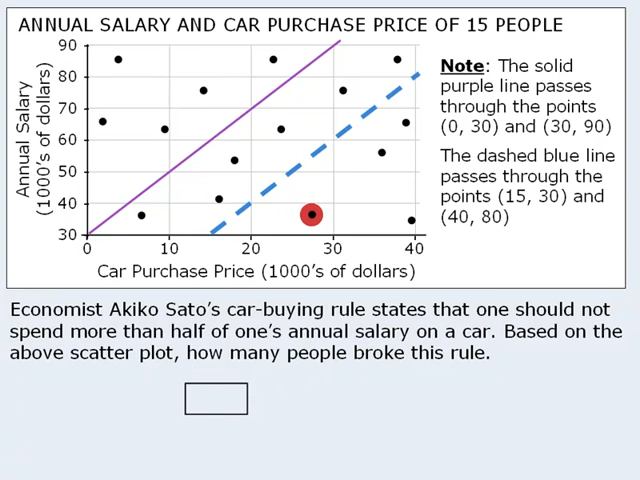 ANNUAL SALARY AND CAR PURCHASE PRICE OF 15 PEOPLE
90
80
70
60
50
40
30
Annual Salary
(1000's of dollars)
0 10 20 30 40
Car Purchase Price (1000's of dollars)
Note: The solid
purple line passes
through the points
(0, 30) and (30, 90)
The dashed blue line
passes through the
points (15, 30) and
(40, 80)
Economist Akiko Sato's car-buying rule states that one should not
spend more than half of one's annual salary on a car. Based on the
above scatter plot, how many people broke this rule.